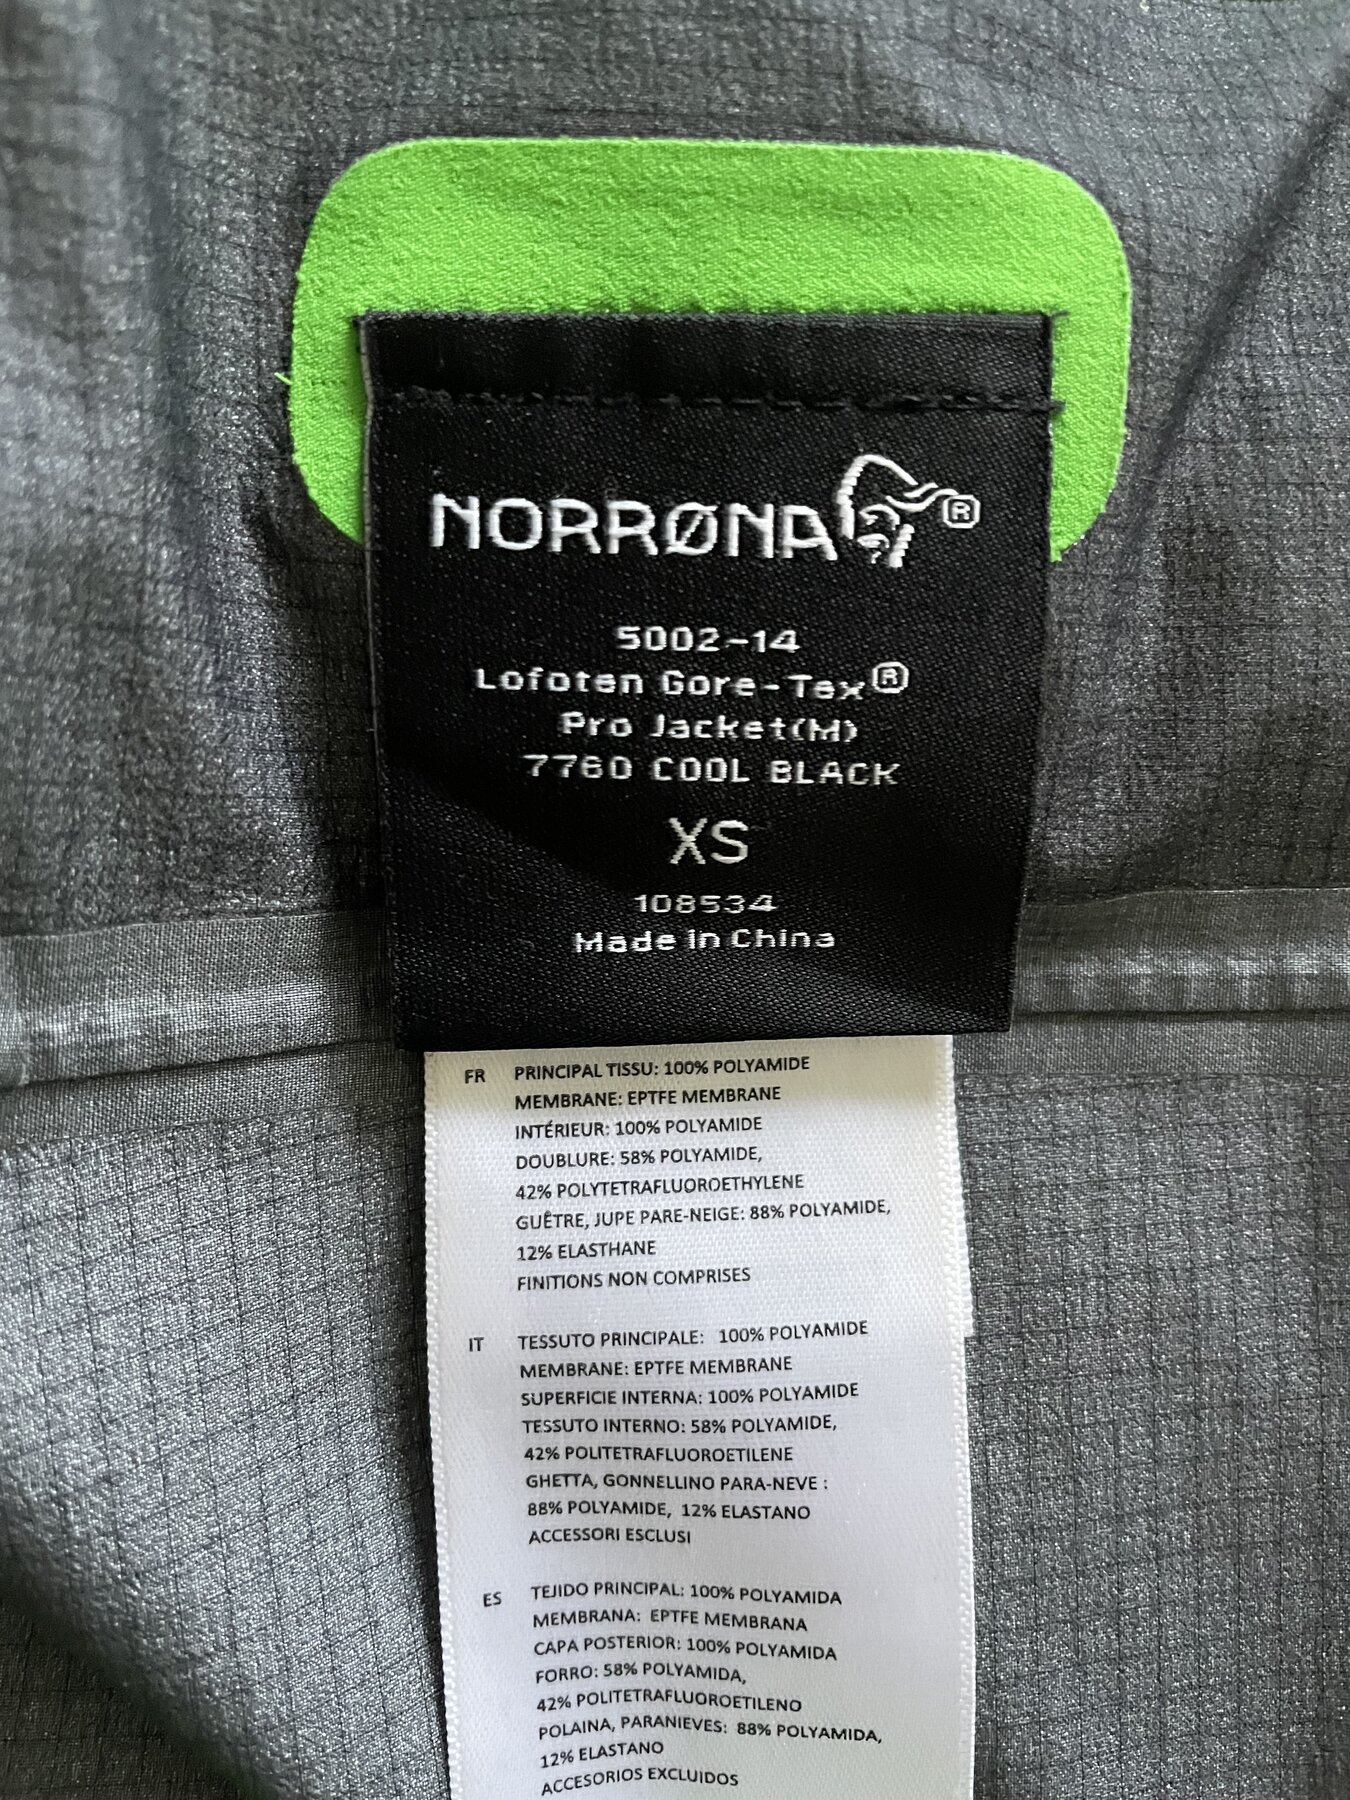 NORRØNA®
5002-14
Lofoten Gore-Tex®
Pro Jacket(M)
7760 COOL BLACK
XS
108534
Made in China
FR PRINCIPAL TISSU: 100% POLYAMIDE
MEMBRANE: EPTFE MEMBRANE
INTÉRIEUR: 100% POLYAMIDE
DOUBLURE: 58% POLYAMIDE,
42% POLYTETRAFLUOROETHYLENE
GUÊTRE, JUPE PARE-NEIGE: 88% POLYAMIDE,
12% ELASTHANE
FINITIONS NON COMPRISES
IT TESSUTO PRINCIPALE: 100% POLYAMIDE
MEMBRANE: EPTFE MEMBRANE
SUPERFICIE INTERNA: 100% POLYAMIDE
TESSUTO INTERNO: 58% POLYAMIDE,
42% POLITETRAFLUOROETILENE
GHETTA, GONNELLINO PARA-NEVE :
88% POLYAMIDE, 12% ELASTANO
ACCESSORI ESCLUSI
ES TEJIDO PRINCIPAL: 100% POLYAMIDA
MEMBRANA: EPTFE MEMBRANA
CAPA POSTERIOR: 100% POLYAMIDA
FORRO: 58% POLYAMIDA,
42% POLITETRAFLUOROETILENO
POLAINA, PARANIEVES: 88% POLYAMIDA,
12% ELASTANO
ACCESORIOS EXCLUIDOS